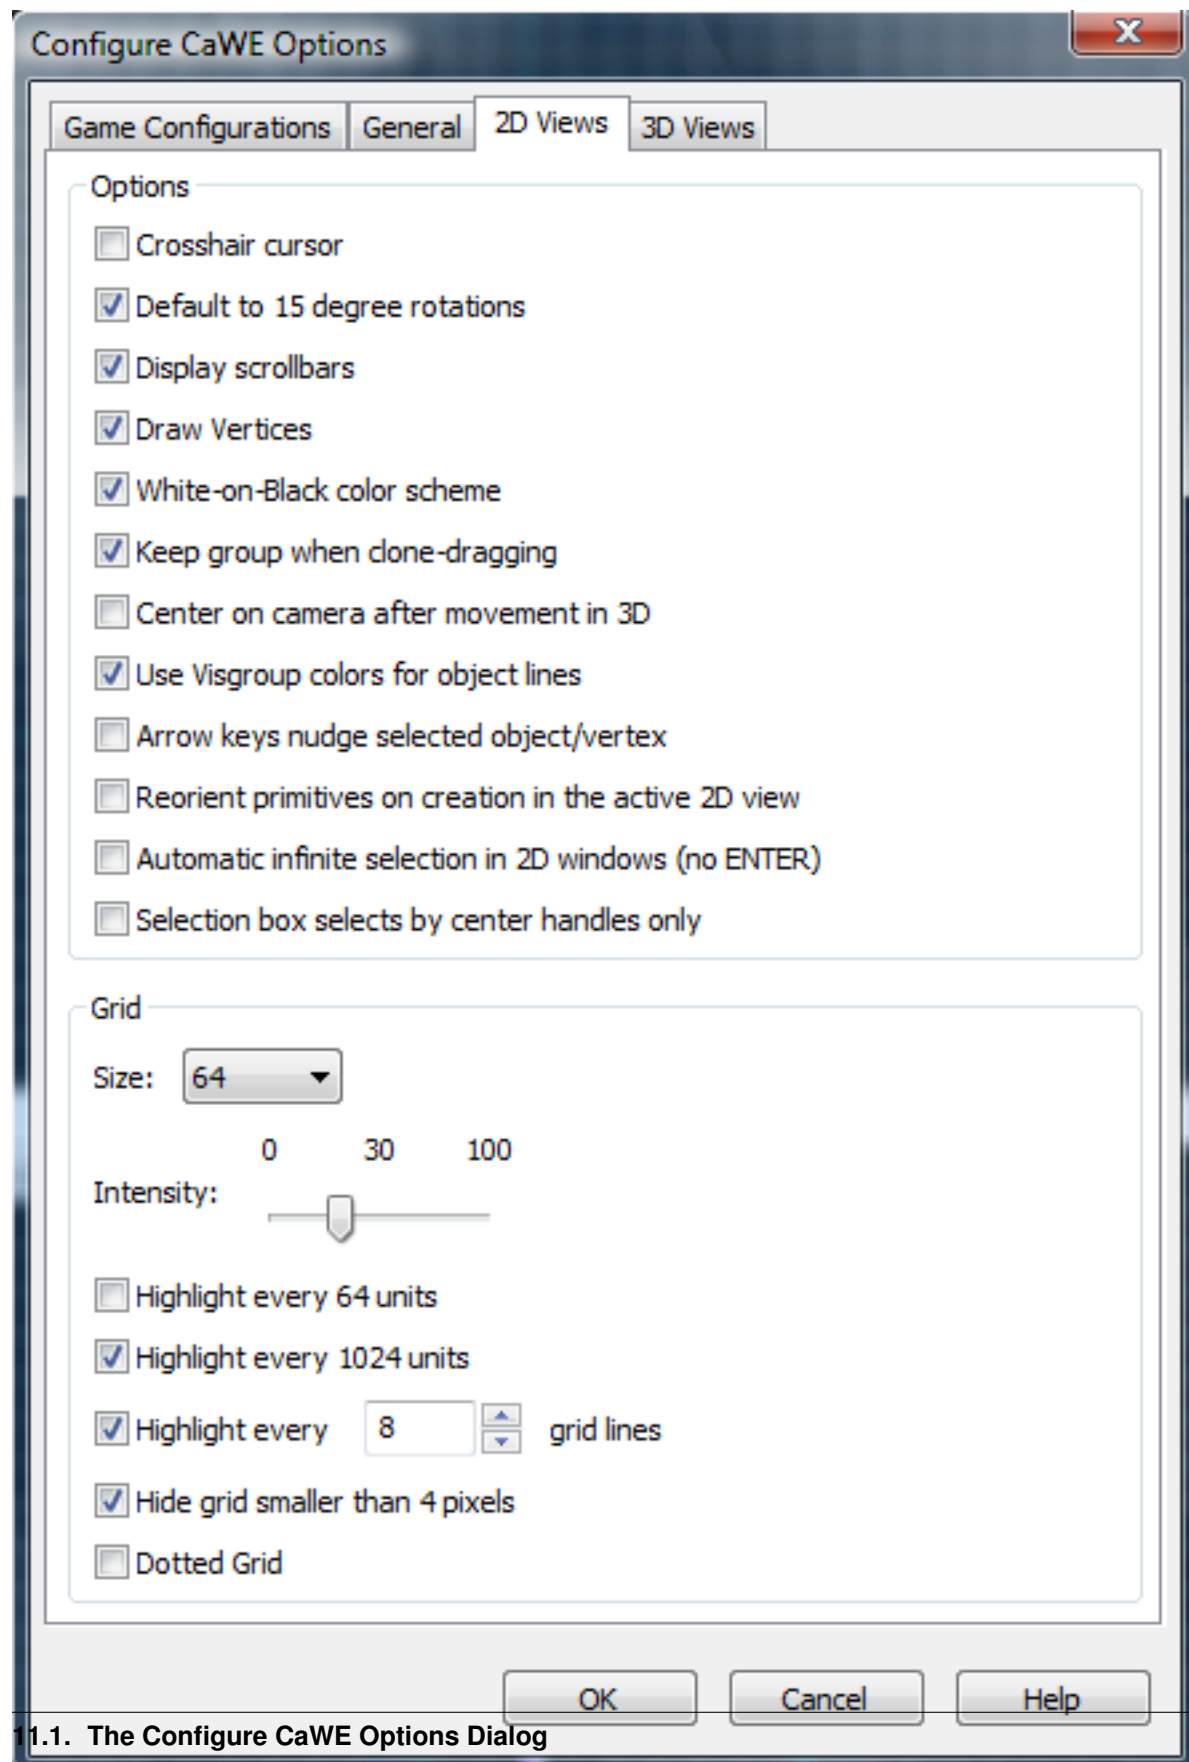 Configure CaWE Options
Game Configurations General 2D Views 3D Views
Options
Crosshair cursor
Default to 15 degree rotations
Display scrollbars
Draw Vertices
White-on-Black color scheme
Keep group when clone-dragging
Center on camera after movement in 3D
Use Visgroup colors for object lines
Arrow keys nudge selected object/vertex
Reorient primitives on creation in the active 2D view
Automatic infinite selection in 2D windows (no ENTER)
Selection box selects by center handles only
Grid
Size: 64
0 30 100
Intensity:
Highlight every 64 units
Highlight every 1024 units
Highlight every 8 grid lines
Hide grid smaller than 4 pixels
Dotted Grid
OK Cancel Help
11.1. The Configure CaWE Options Dialog